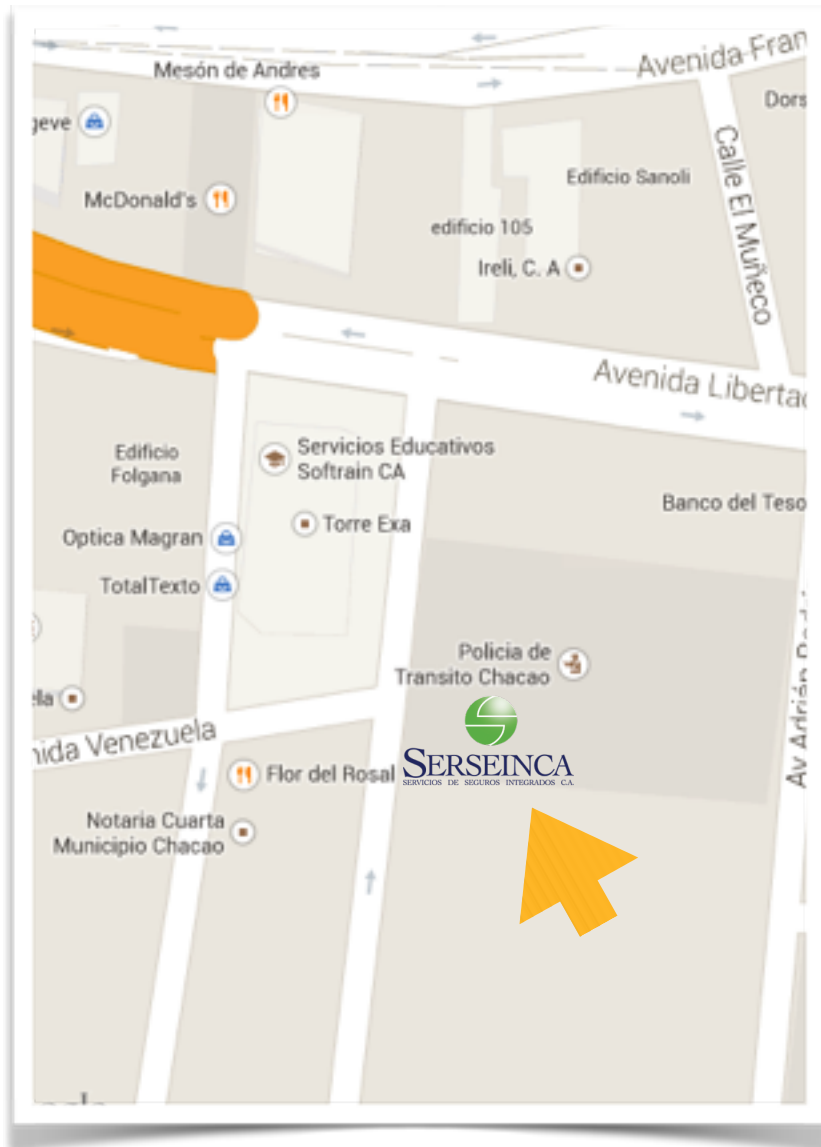 Avenida Fran
Mesón de Andres
Dors
geve
Calle El Muñeco
Edificio Sanoli
McDonald's
edificio 105
Ireli, C. A
Avenida Libertad
Edificio
Folgana
Servicios Educativos
Softrain CA
Banco del Teso
Torre Exa
Optica Magran
TotalTexto
Policia de
Transito Chacao
Av Adrián
ela
nida Venezuela
SERSEINCA
SERVICIOS DE SEGUROS INTEGRADOS C.A.
Flor del Rosal
Notaria Cuarta
Municipio Chacao